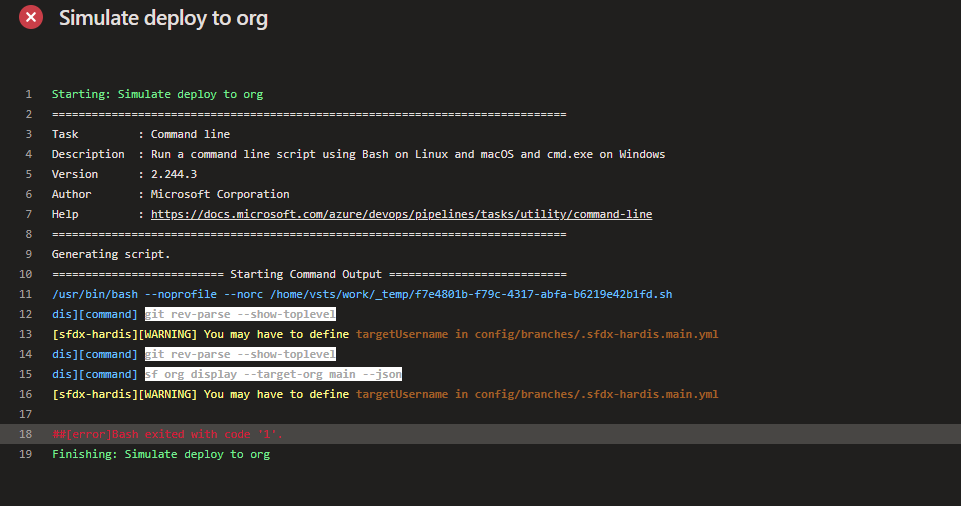 Simulate deploy to org
1 Starting: Simulate deploy to org
2 ==============================================================================
3 Task         : Command line
4 Description  : Run a command line script using Bash on Linux and macOS and cmd.exe on Windows
5 Version      : 2.244.3
6 Author       : Microsoft Corporation
7 Help         : https://docs.microsoft.com/azure/devops/pipelines/tasks/utility/command-line
8 ==============================================================================
9 Generating script.
10 ========================== Starting Command Output ===========================
11 /usr/bin/bash --noprofile --norc /home/vsts/work/_temp/f7e4801b-f79c-4317-abfa-b6219e42b1fd.sh
12 dis][command] git rev-parse --show-toplevel
13 [sfdx-hardis][WARNING] You may have to define targetUsername in config/branches/.sfdx-hardis.main.yml
14 dis][command] git rev-parse --show-toplevel
15 dis][command] sf org display --target-org main --json
16 [sfdx-hardis][WARNING] You may have to define targetUsername in config/branches/.sfdx-hardis.main.yml
17
18 ##[error]Bash exited with code '1'.
19 Finishing: Simulate deploy to org